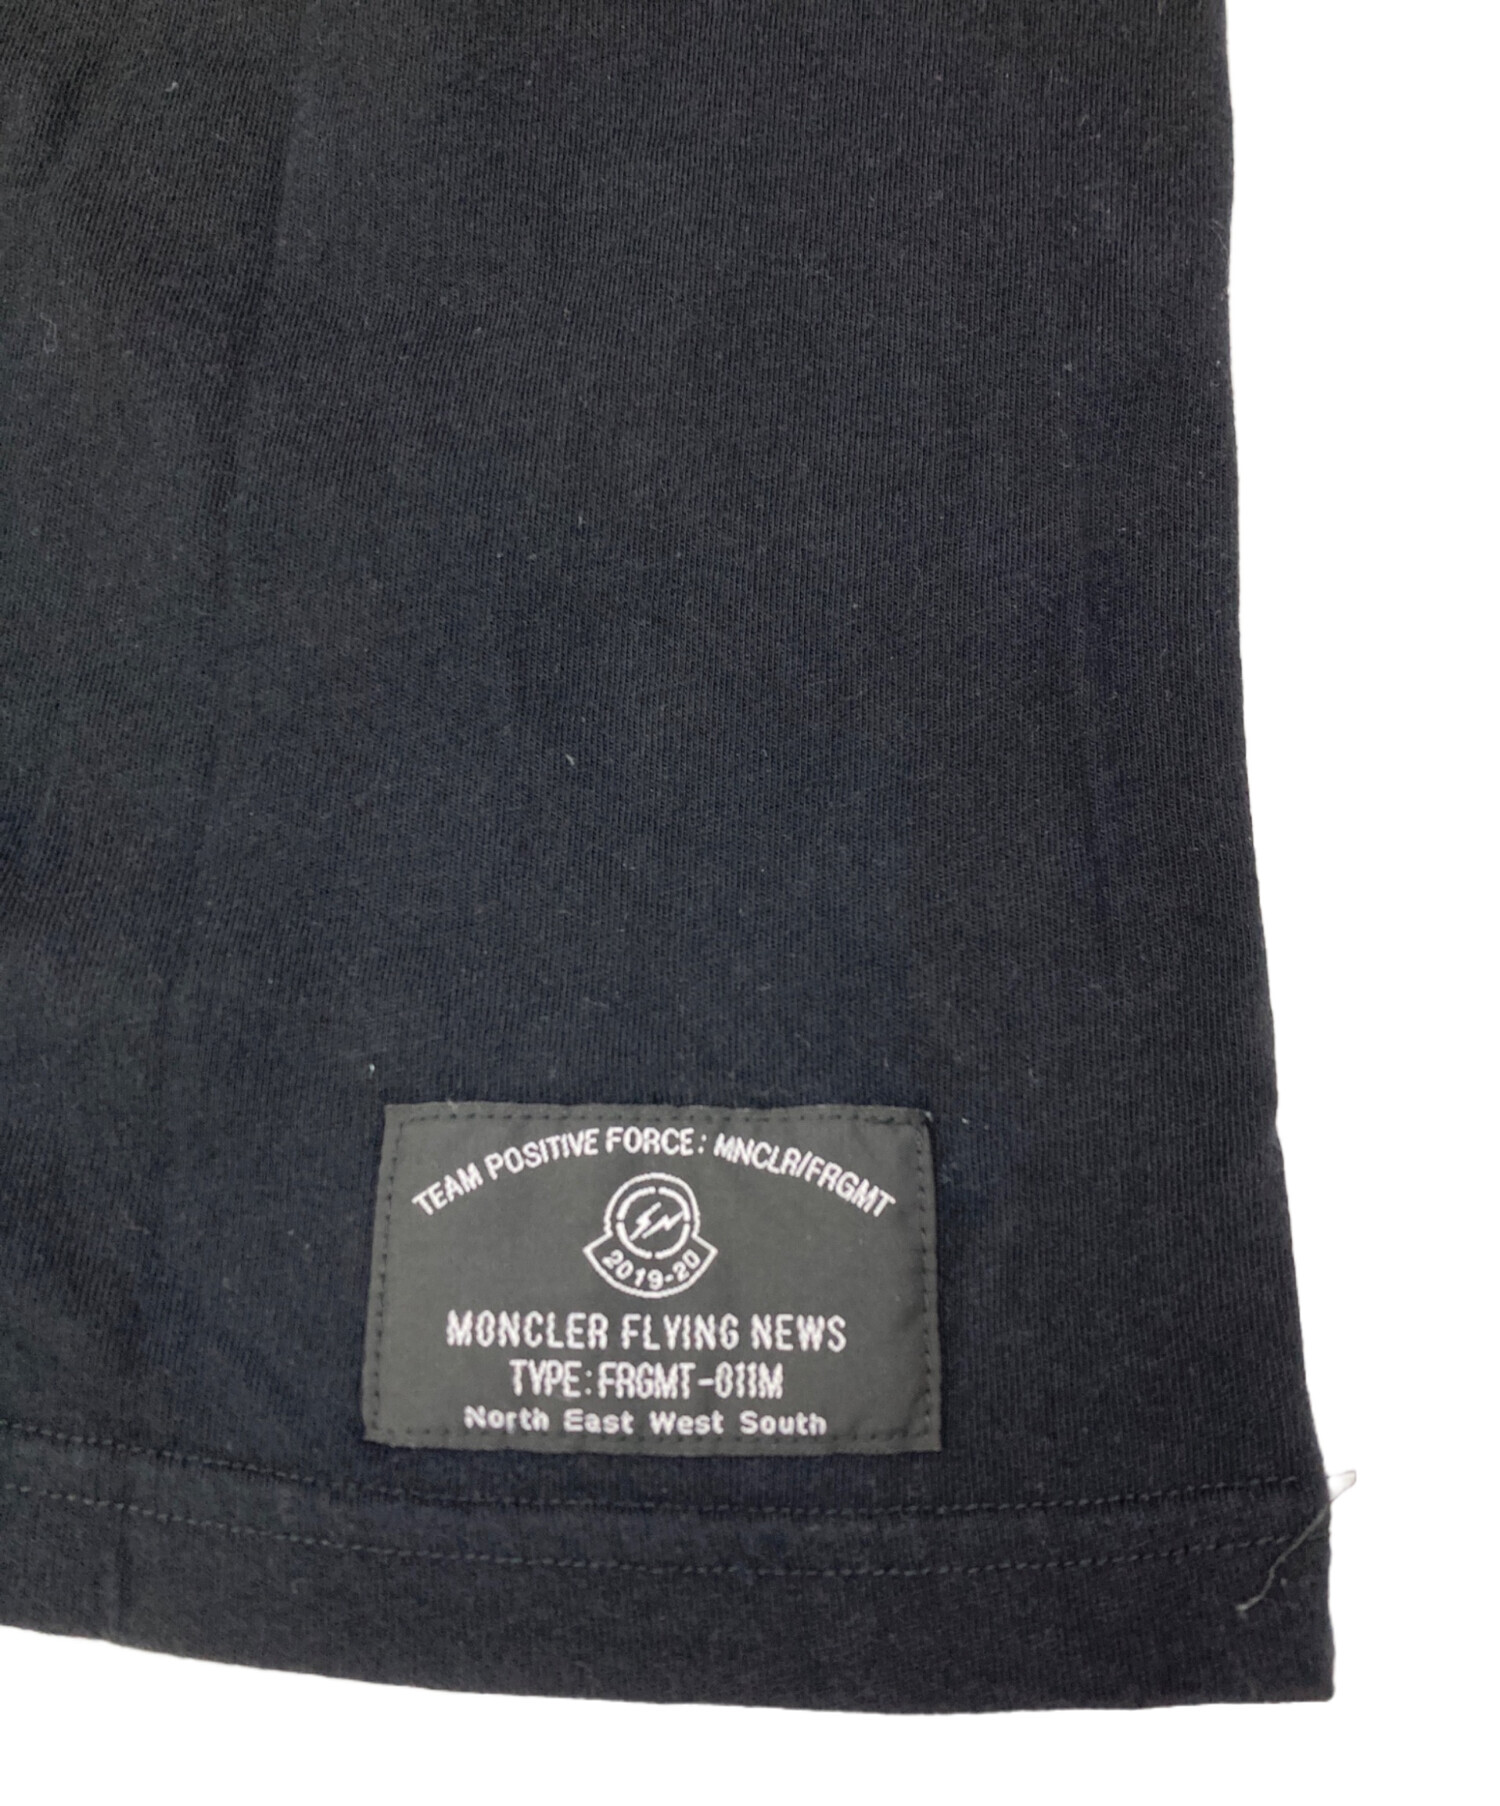 TEAM POSITIVE FORCE: MNCLR/FRGMT
2019-20
MONCLER FLYING NEWS
TYPE:FRGMT-011M
North East West South